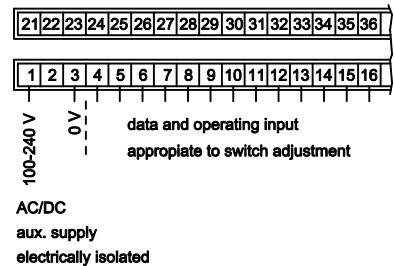 21 22 23 24 25 26 27 28 29 30 31 32 33 34 35 36
1 2 3 4 5 6 7 8 9 10 11 12 13 14 15 16
100-240 V
0 V
data and operating input
appropiate to switch adjustment
AC/DC
aux. supply
electrically isolated